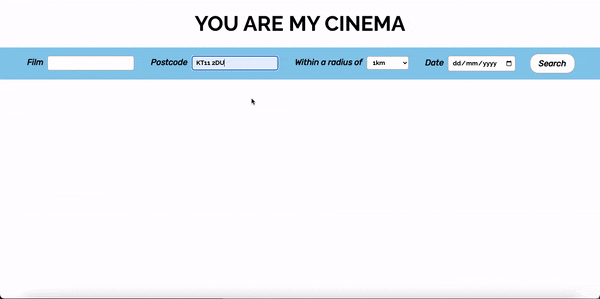 YOU ARE MY CINEMA
Film Postcode KT11 2DU Within a radius of 1km Date dd/mm/yyyy Search